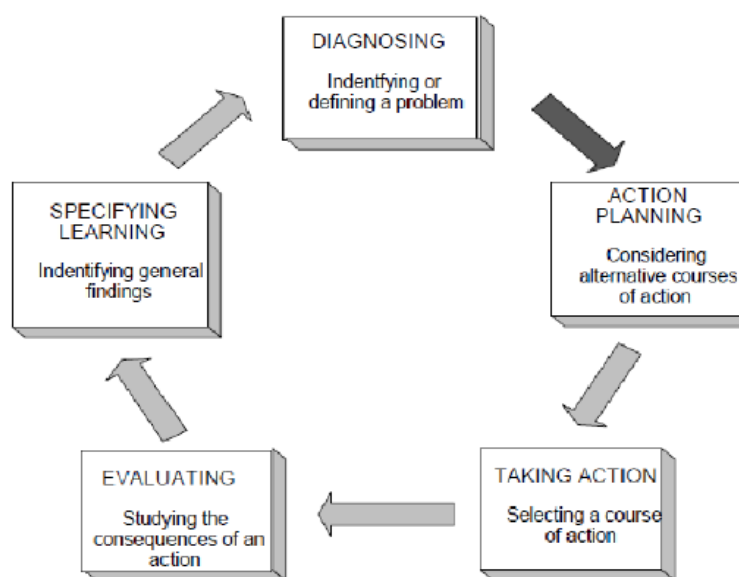 DIAGNOSING
Indentfying or
defining a problem
ACTION
PLANNING
Considering
alternative courses
of action
TAKING ACTION
Selecting a course
of action
EVALUATING
Studying the
consequences of an
action
SPECIFYING
LEARNING
Indentifying general
findings